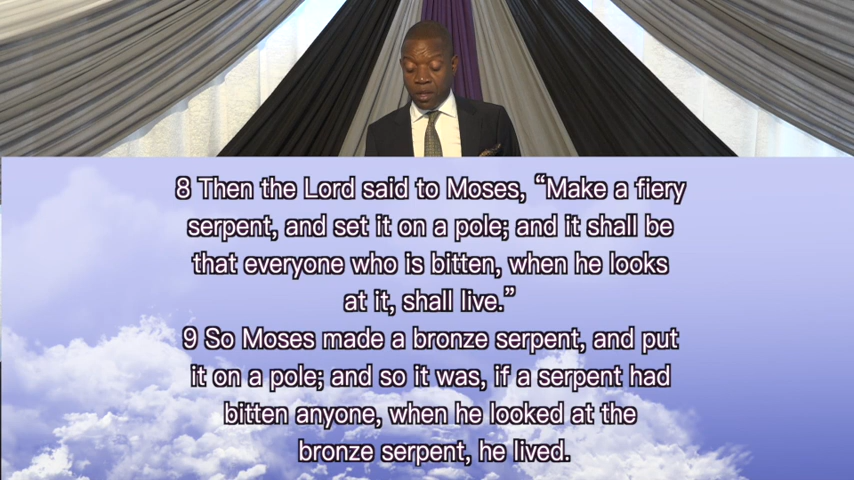 8 Then the Lord said to Moses, “Make a fiery
serpent, and set it on a pole; and it shall be
that everyone who is bitten, when he looks
at it, shall live.”
9 So Moses made a bronze serpent, and put
it on a pole; and so it was, if a serpent had
bitten anyone, when he looked at the
bronze serpent, he lived.